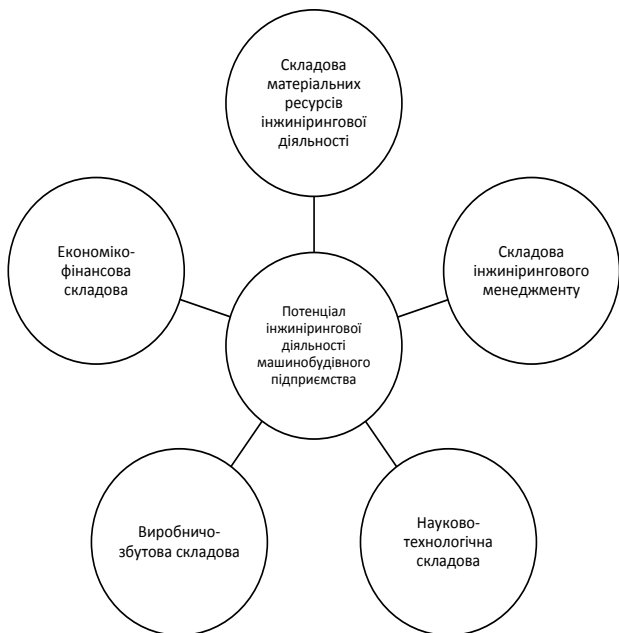 Складова
матеріальних
ресурсів
інжинірингової
діяльності
Економіко-
фінансова
складова
Складова
інжинірингового
менеджменту
Потенціал
інжинірингової
діяльності
машинобудівного
підприємства
Виробничо-
збутова складова
Науково-
технологічна
складова